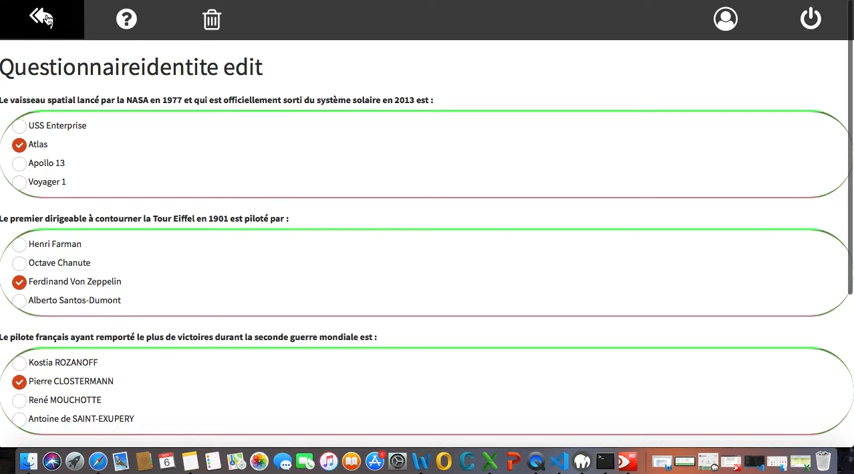 Questionnaireidentite edit
Le vaisseau spatial lancé par la NASA en 1977 et qui est officiellement sorti du système solaire en 2013 est :
USS Enterprise
Atlas
Apollo 13
Voyager 1
Le premier dirigeable à contourner la Tour Eiffel en 1901 est piloté par :
Henri Farman
Octave Chanute
Ferdinand Von Zeppelin
Alberto Santos-Dumont
Le pilote français ayant remporté le plus de victoires durant la seconde guerre mondiale est :
Kostia ROZANOFF
Pierre CLOSTERMANN
René MOUCHOTTE
Antoine de SAINT-EXUPERY